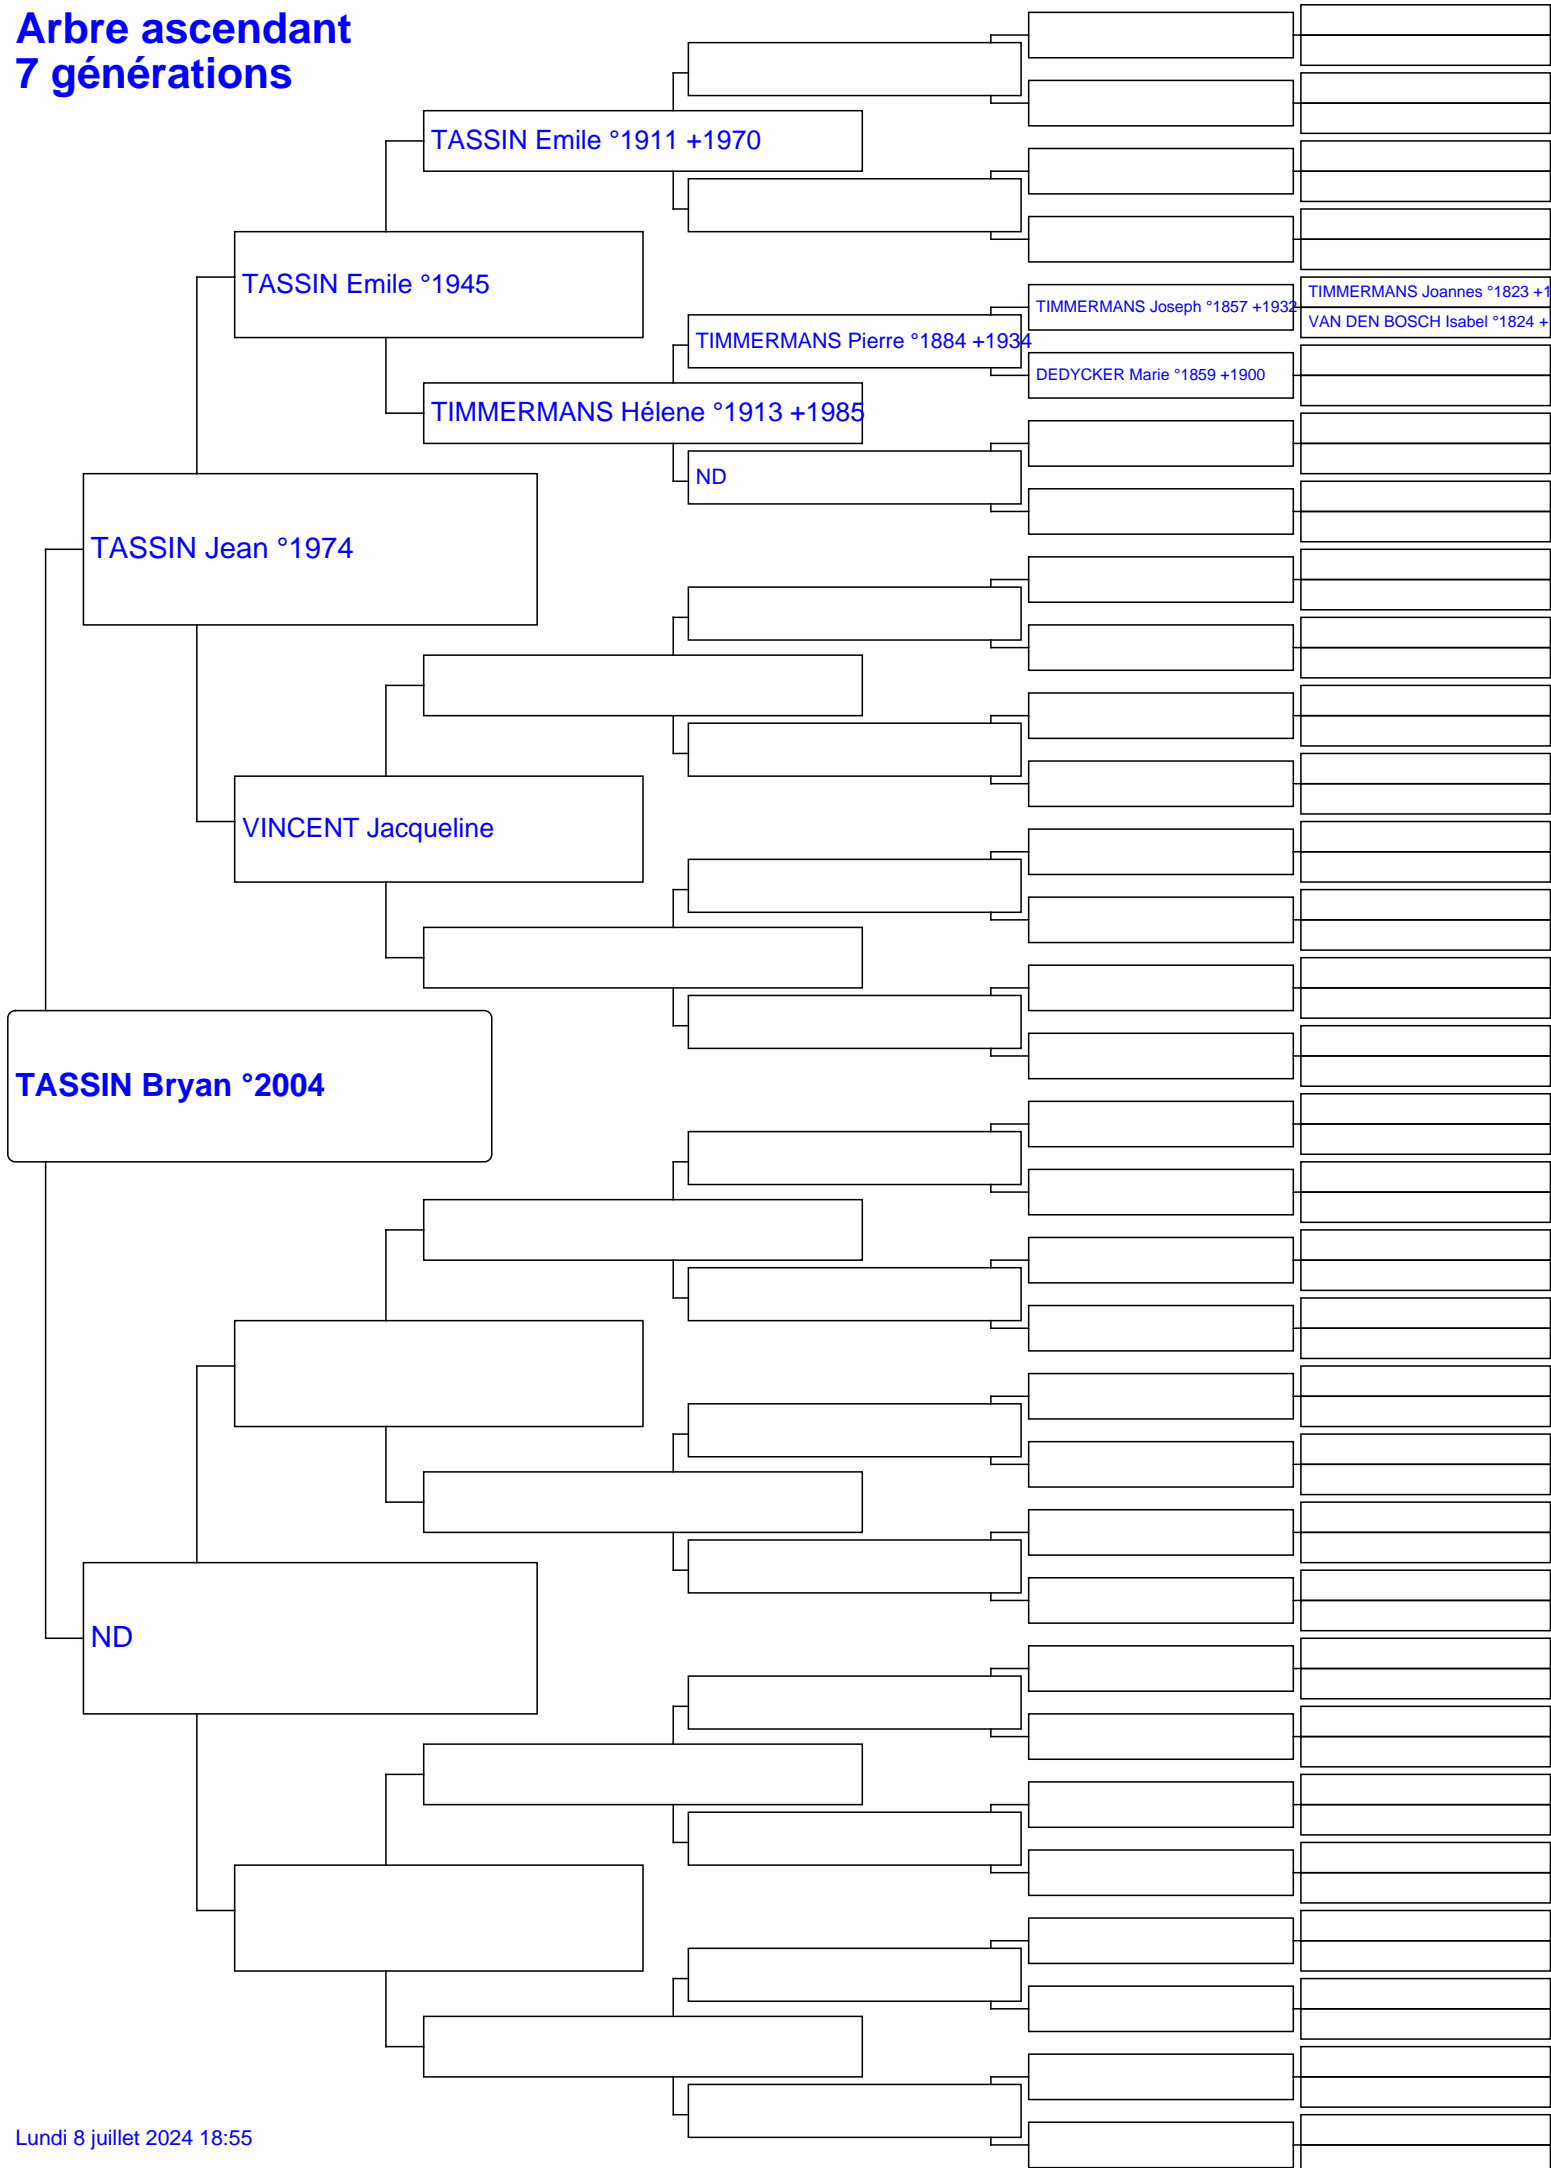 Arbre ascendant
7 générations
TASSIN Emile °1911 +1970
TASSIN Emile °1945
TIMMERMANS Joannes °1823 +1
TIMMERMANS Joseph °1857 +1932
VAN DEN BOSCH Isabel °1824 +
TIMMERMANS Pierre °1884 +1934
DEDYCKER Marie °1859 +1900
TIMMERMANS Hélene °1913 +1985
ND
TASSIN Jean °1974
VINCENT Jacqueline
TASSIN Bryan °2004
ND
Lundi 8 juillet 2024 18:55